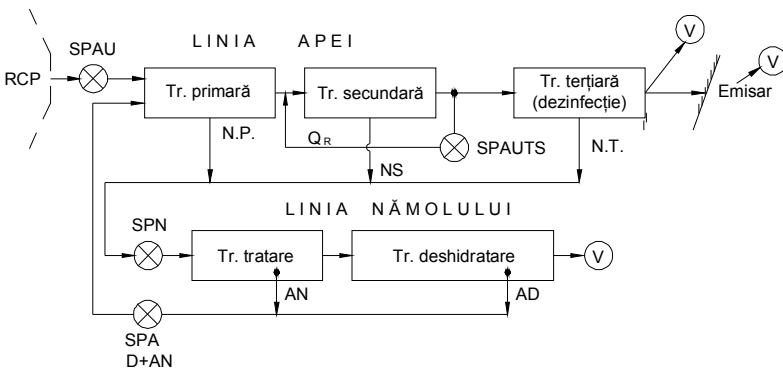 LINIA APEI
SPAU
V
V
RCP
Tr. primară
Tr. secundară
Tr. terțiară
(dezinfecție)
Emisar
N.P.
QR
SPAUTS
N.T.
NS
LINIA NĂMOLULUI
SPN
Tr. tratare
Tr. deshidratare
V
AN
AD
SPA
D+AN